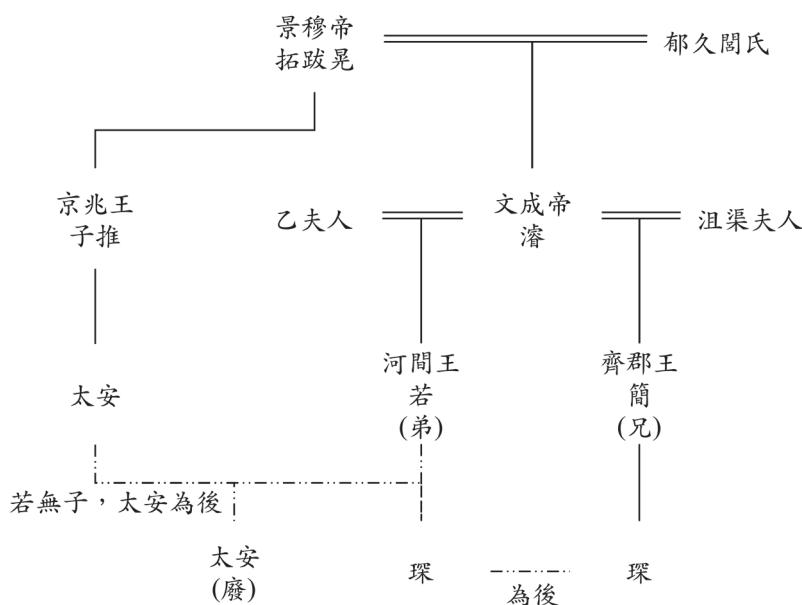 景穆帝
拓跋晃
郁久閭氏
京兆王
子推
乙夫人
文成帝
濬
沮渠夫人
太安
河間王
若
(弟)
齊郡王
簡
(兄)
若無子，太安為後
太安
(廢)
琛
為後
琛